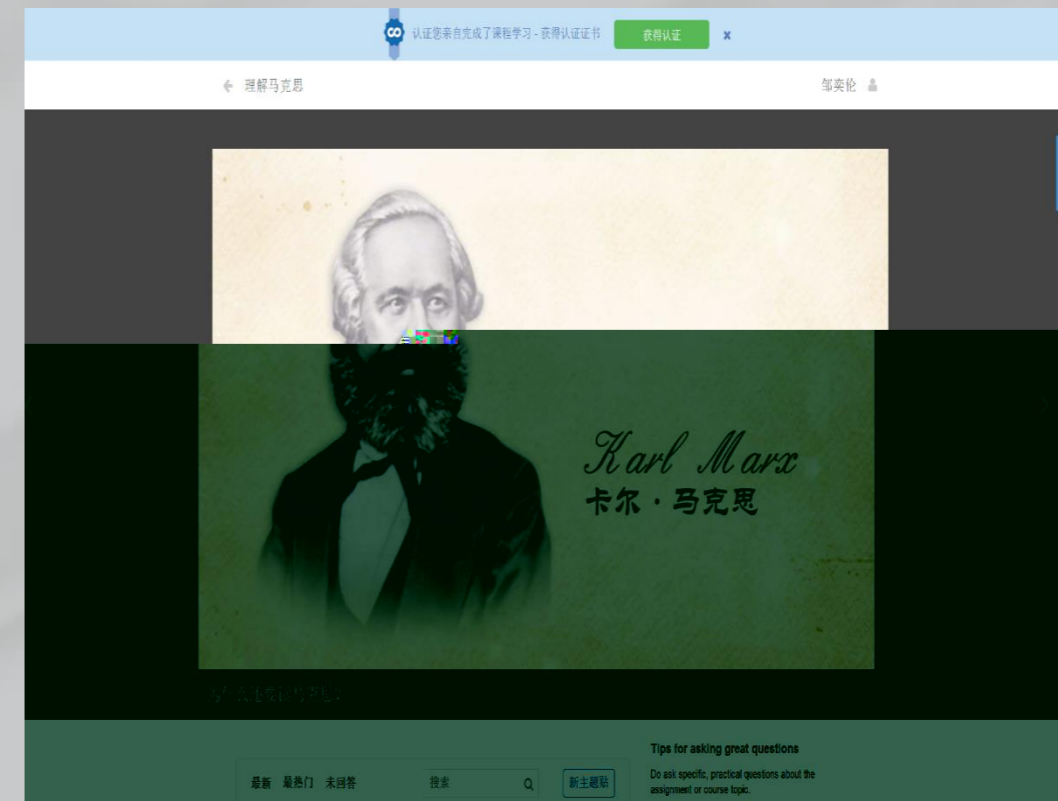 认证您来自完成了课程学习 - 获得认证证书 获得认证 ×
理解马克思 邹奕伦
Karl Marx
卡尔·马克思
Tips for asking great questions
Do ask specific, practical questions about the
assignment or course topic.
最新 最热门 未回答 搜索 新主题贴